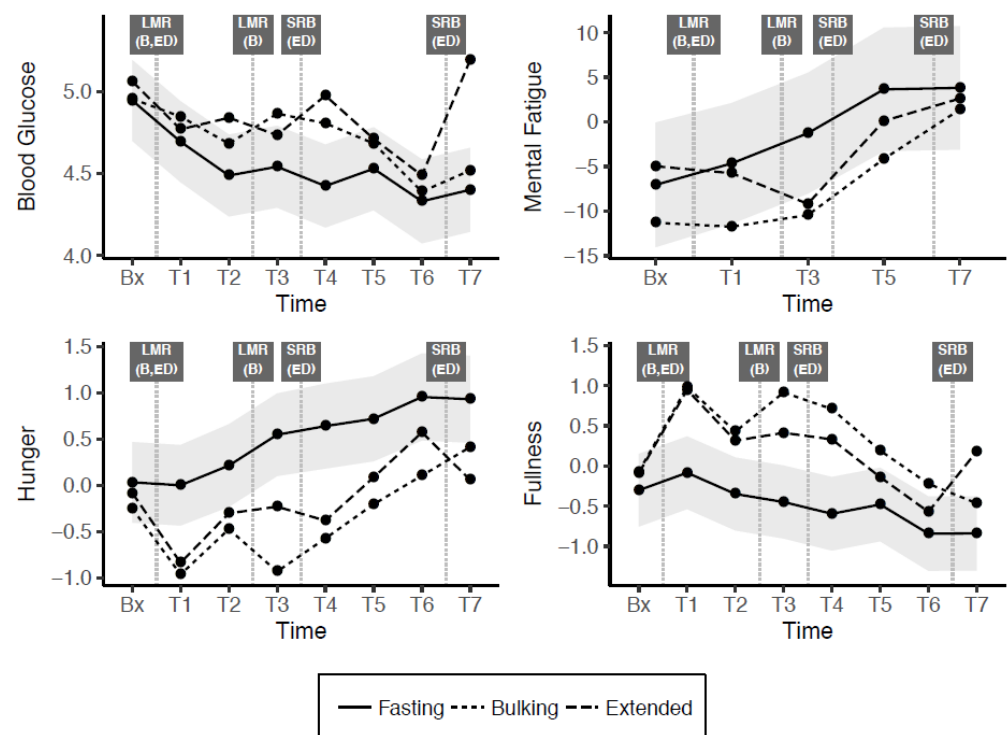 LMR
(B,ED)
LMR
(B)
SRB
(ED)
SRB
(ED)
5.0
4.5
4.0
Blood Glucose
Bx T1 T2 T3 T4 T5 T6 T7
Time
LMR
(B,ED)
LMR
(B)
SRB
(ED)
SRB
(ED)
10
5
0
−5
−10
−15
Mental Fatigue
Bx T1 T3 T5 T7
Time
LMR
(B,ED)
LMR
(B)
SRB
(ED)
SRB
(ED)
1.5
1.0
0.5
0.0
−0.5
−1.0
Hunger
Bx T1 T2 T3 T4 T5 T6 T7
Time
LMR
(B,ED)
LMR
(B)
SRB
(ED)
SRB
(ED)
1.5
1.0
0.5
0.0
−0.5
−1.0
Fullness
Bx T1 T2 T3 T4 T5 T6 T7
Time
Fasting Bulking Extended